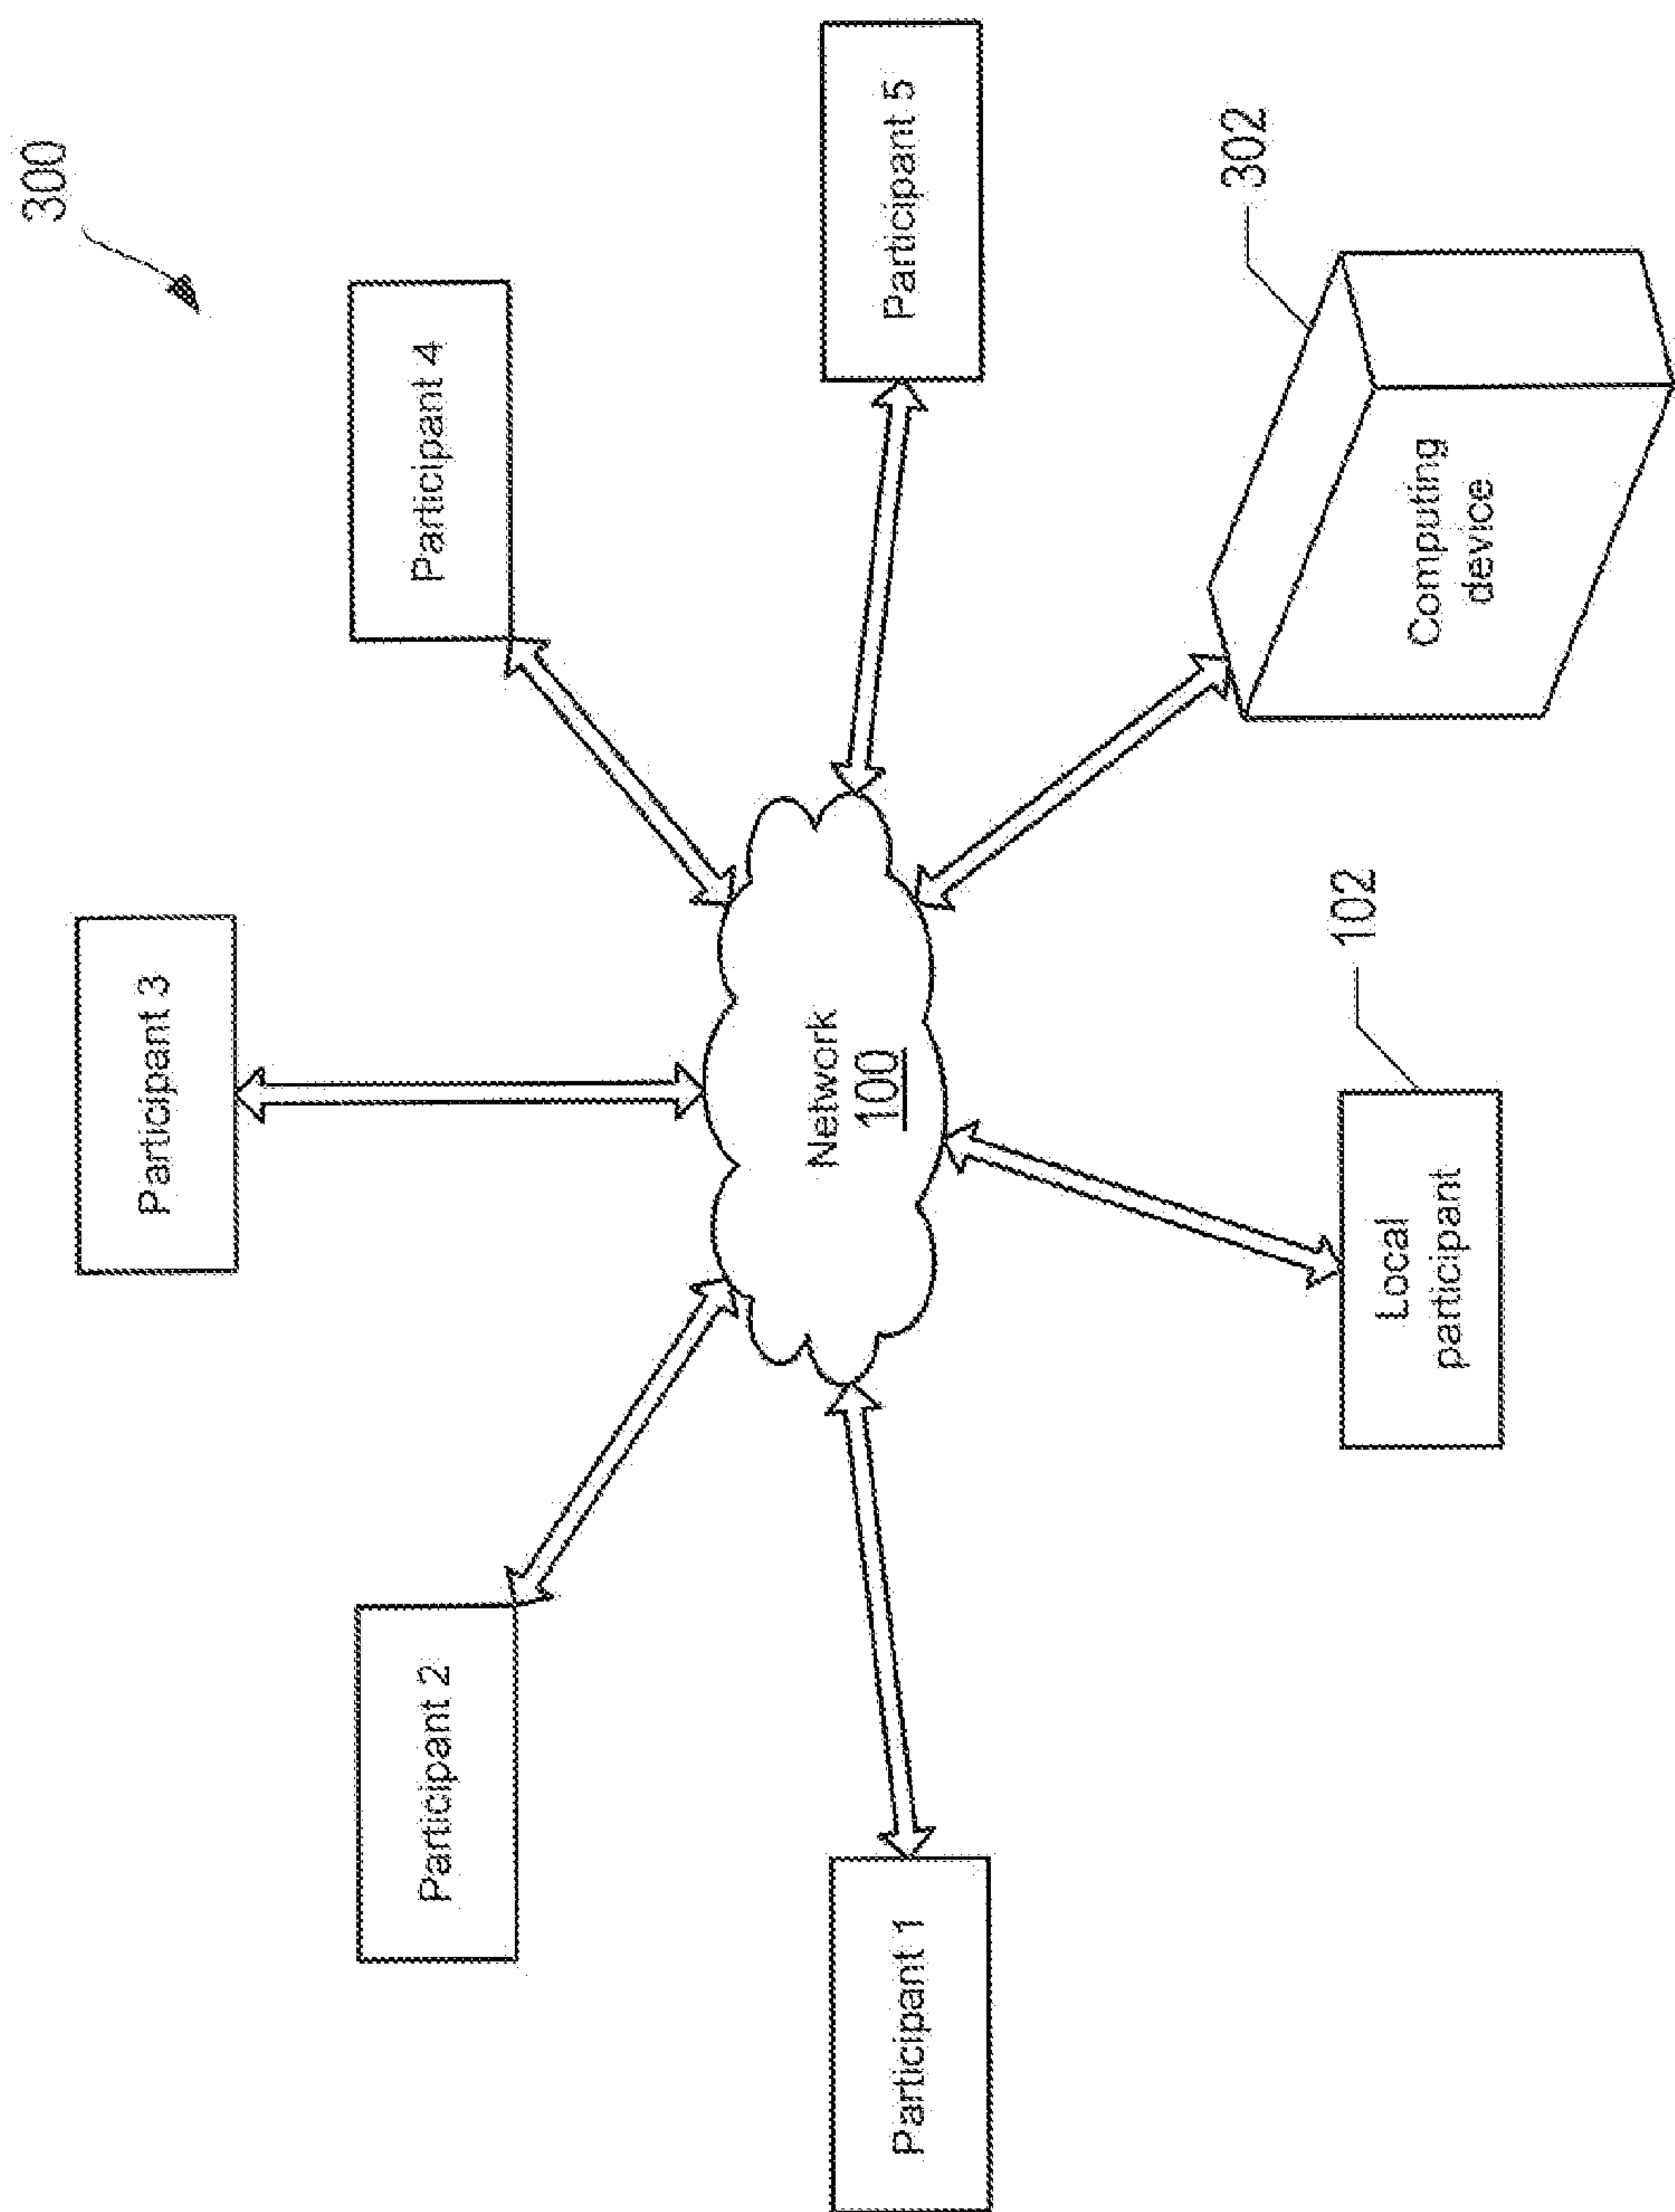 300
Participant 3
Participant 2
Participant 4
Participant 1
Network
100
Participant 5
Local
participant
102
Computing
device
302